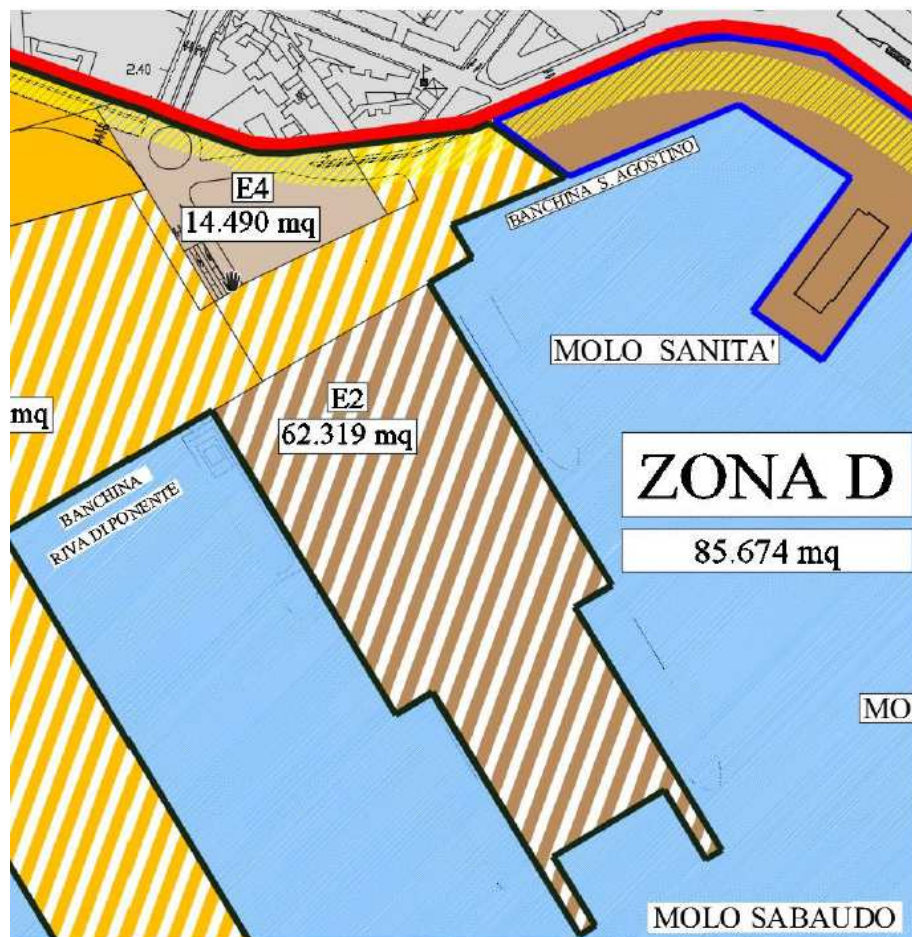 2.40
E4
14.490 mq
BANCHINA S. AGOSTINO
MOLO SANITA'
E2
62.319 mq
mq
BANCHINA
RIVA DI PONENTE
ZONA D
85.674 mq
MO
MOLO SABAUDO